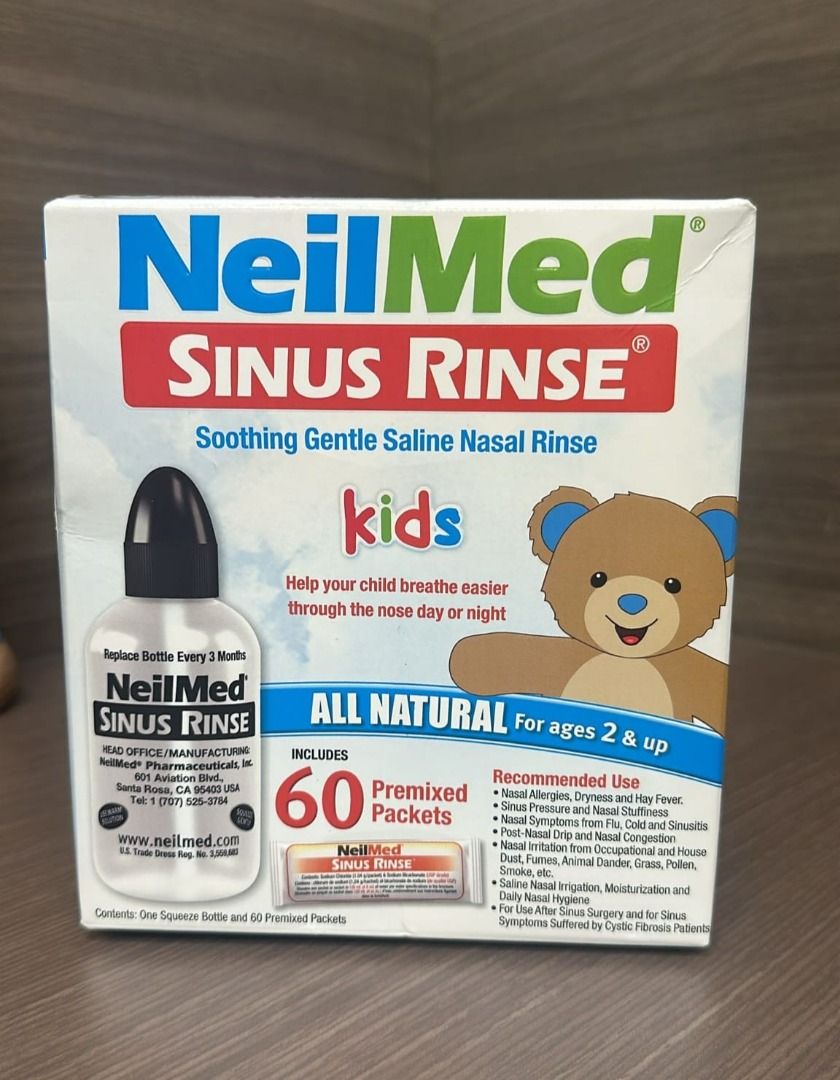 NeilMed®
SINUS RINSE®
Soothing Gentle Saline Nasal Rinse
kids
Help your child breathe easier
through the nose day or night
Replace Bottle Every 3 Months
NeilMed
SINUS RINSE
HEAD OFFICE/MANUFACTURING:
NeilMed® Pharmaceuticals, Inc.
601 Aviation Blvd.,
Santa Rosa, CA 95403 USA
Tel: 1 (707) 525-3784
www.neilmed.com
U.S. Trade Dress Reg. No.
ALL NATURAL For ages 2 & up
INCLUDES
60 Premixed
Packets
NeilMed
SINUS RINSE
Recommended Use
• Nasal Allergies, Dryness and Hay Fever.
• Sinus Pressure and Nasal Stuffiness
• Nasal Symptoms from Flu, Cold and Sinusitis
• Post-Nasal Drip and Nasal Congestion
• Nasal Irritation from Occupational and House
Dust, Fumes, Animal Dander, Grass, Pollen,
Smoke, etc.
• Saline Nasal Irrigation, Moisturization and
Daily Nasal Hygiene
• For Use After Sinus Surgery and for Sinus
Symptoms Suffered by Cystic Fibrosis Patients
Contents: One Squeeze Bottle and 60 Premixed Packets